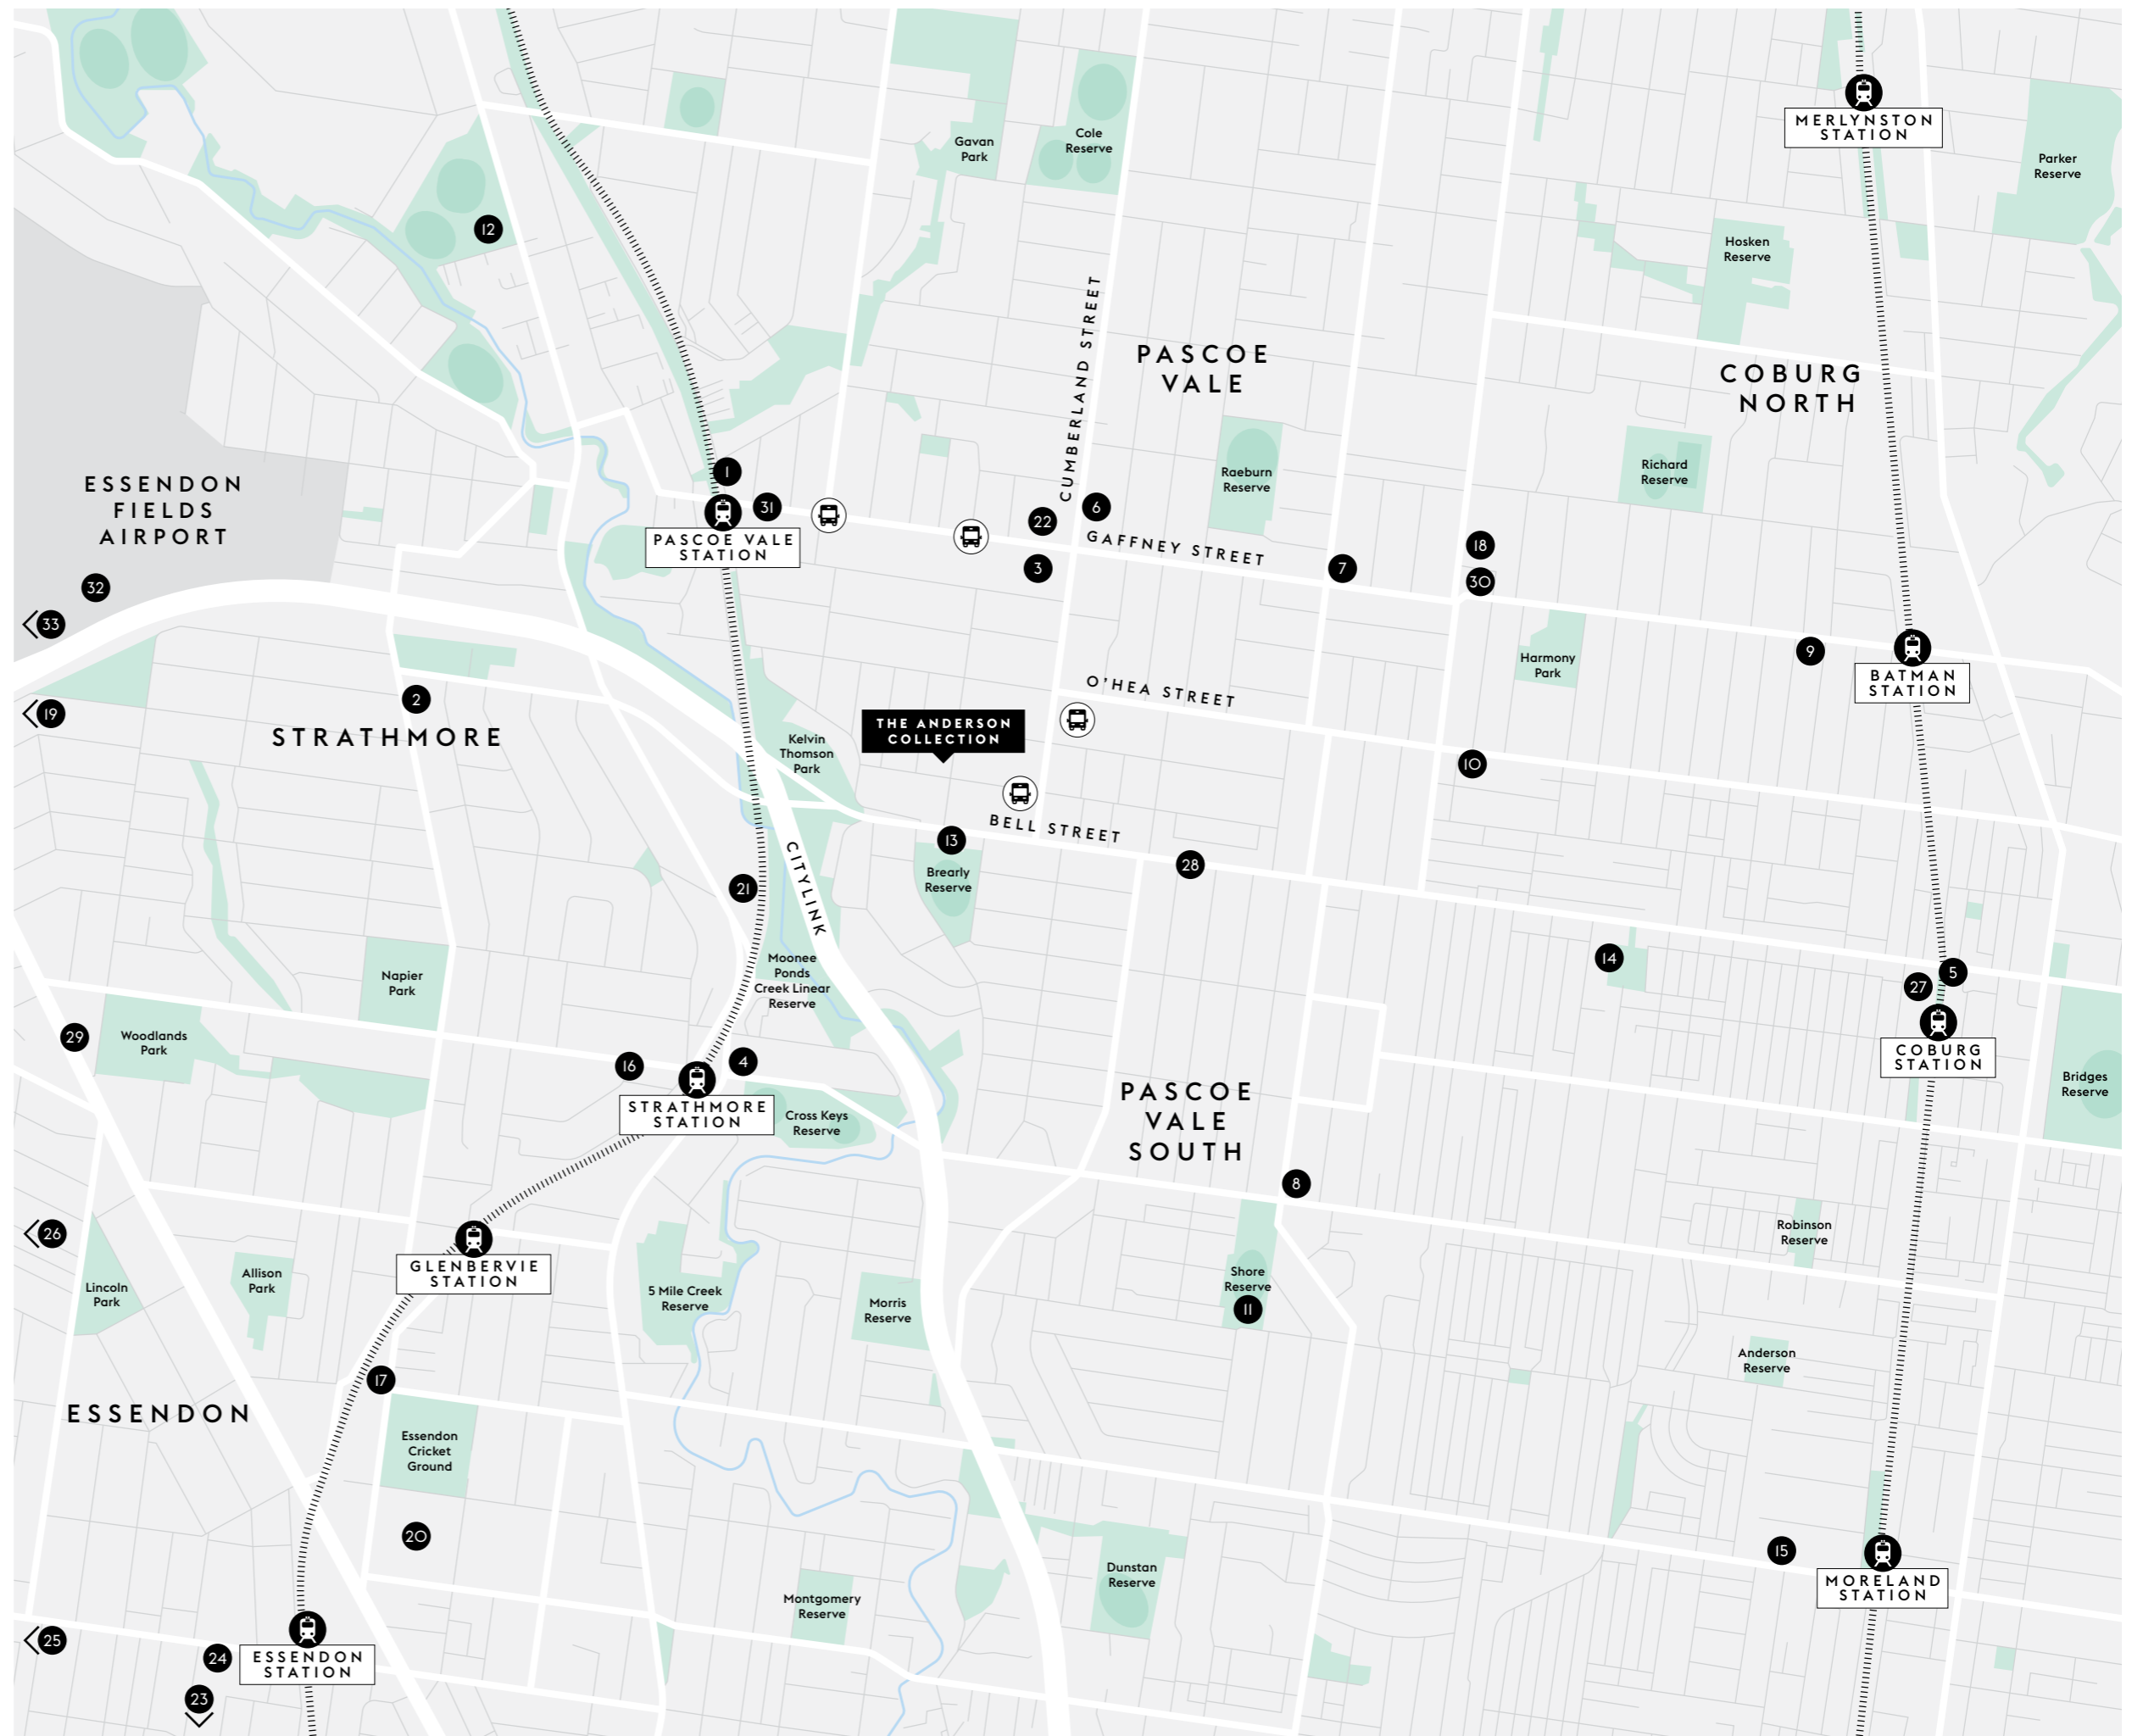 MERLYNSTON
STATION
Gavan
Park
Cole
Reserve
Parker
Reserve
12
Hosken
Reserve
CUMBERLAND STREET
PASCOE
VALE
COBURG
NORTH
ESSENDON
FIELDS
AIRPORT
1
31
PASCOE VALE
STATION
22
6
3
GAFFNEY STREET
Raeburn
Reserve
Richard
Reserve
7
18
30
32
33
19
2
STRATHMORE
Harmony
Park
9
BATMAN
STATION
O'HEA STREET
THE ANDERSON
COLLECTION
Kelvin
Thomson
Park
10
BELL STREET
13
Brearly
Reserve
28
CITYLINK
21
Moonee
Ponds
Creek Linear
Reserve
Napier
Park
14
5
27
COBURG
STATION
29
Woodlands
Park
16
4
STRATHMORE
STATION
Cross Keys
Reserve
PASCOE
VALE
SOUTH
Bridges
Reserve
8
26
GLENBERVIE
STATION
Lincoln
Park
Allison
Park
5 Mile Creek
Reserve
Morris
Reserve
Shore
Reserve
11
Robinson
Reserve
Anderson
Reserve
17
ESSENDON
Essendon
Cricket
Ground
20
Montgomery
Reserve
Dunstan
Reserve
15
MORELAND
STATION
25
24
ESSENDON
STATION
23